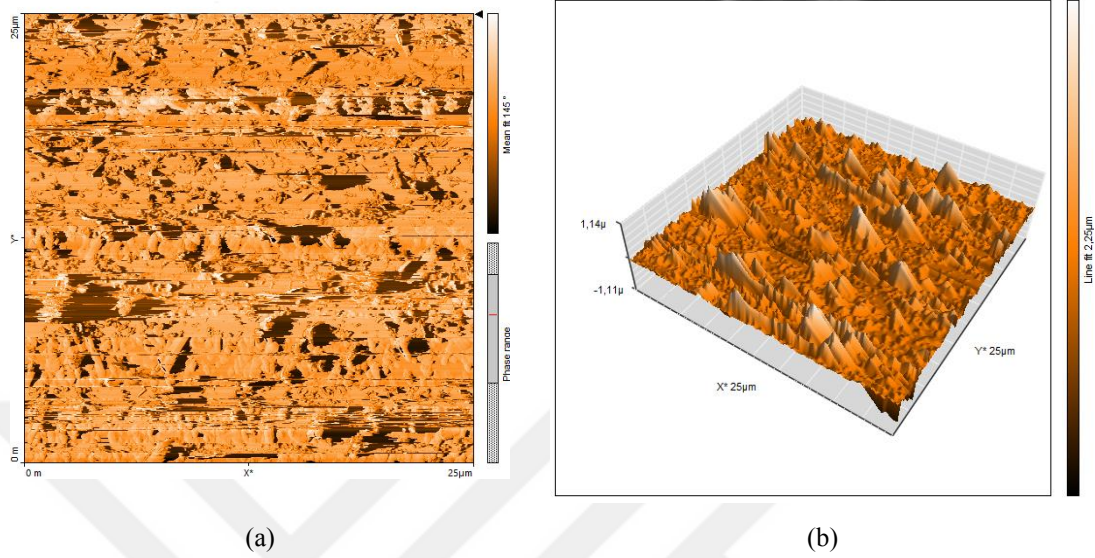 25µm
Y*
0 m
0 m
X*
25µm
Mean fit 145 °
Phase range
1,14µ
-1,11µ
X* 25µm
Y* 25µm
Line fit 2,25µm
(a)
(b)